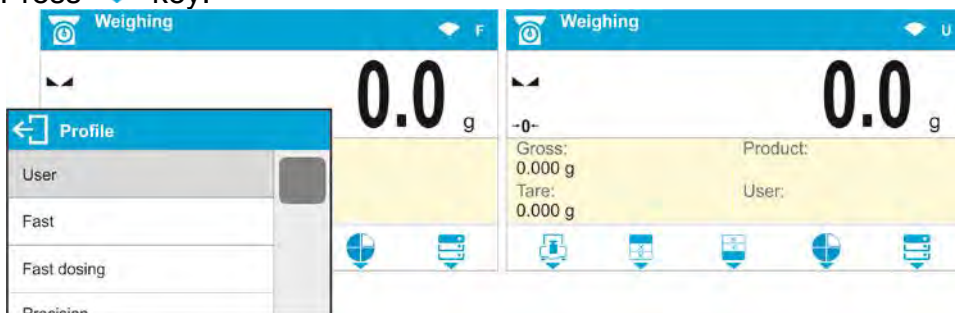 key.
Weighing
F
0.0 g
Profile
User
Fast
Fast dosing
Weighing
U
0.0 g
→0←
Gross:
0.000 g
Product:
Tare:
0.000 g
User: